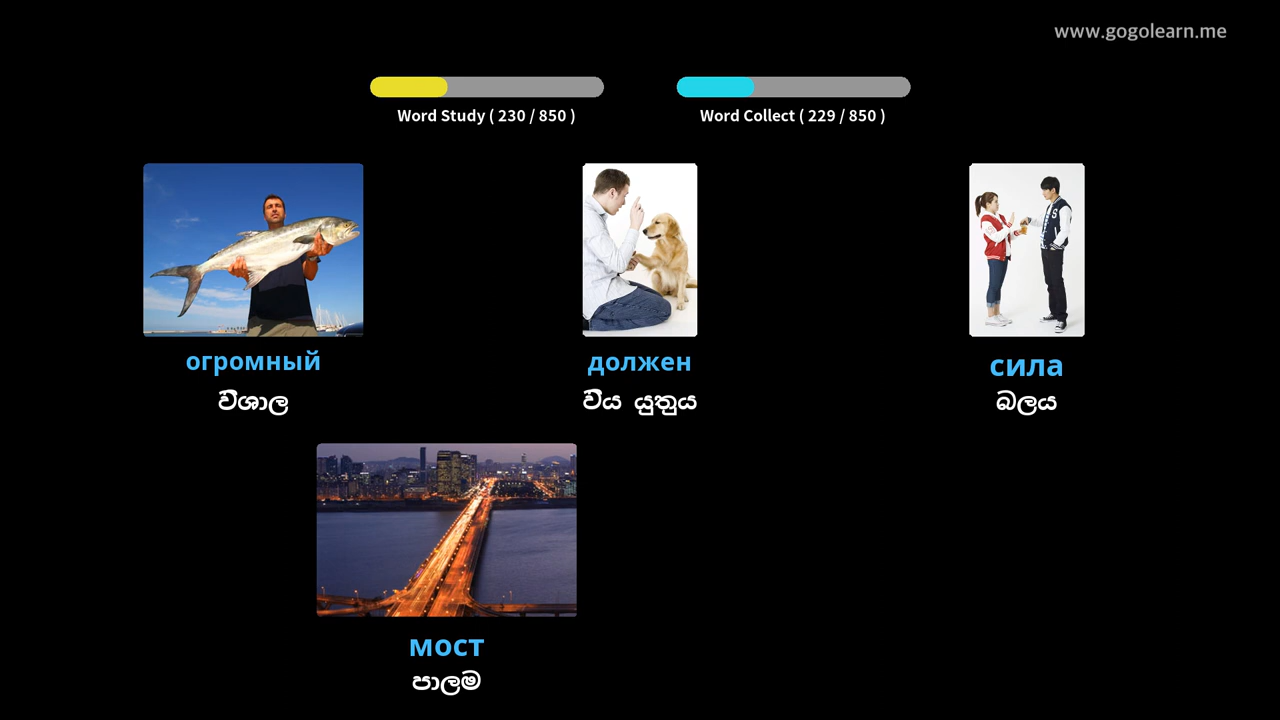 www.gogolearn.me
Word Study ( 230 / 850 )
Word Collect ( 229 / 850 )
огромный
විශාල
должен
විය යුතුය
сила
බලය
мост
පාලම